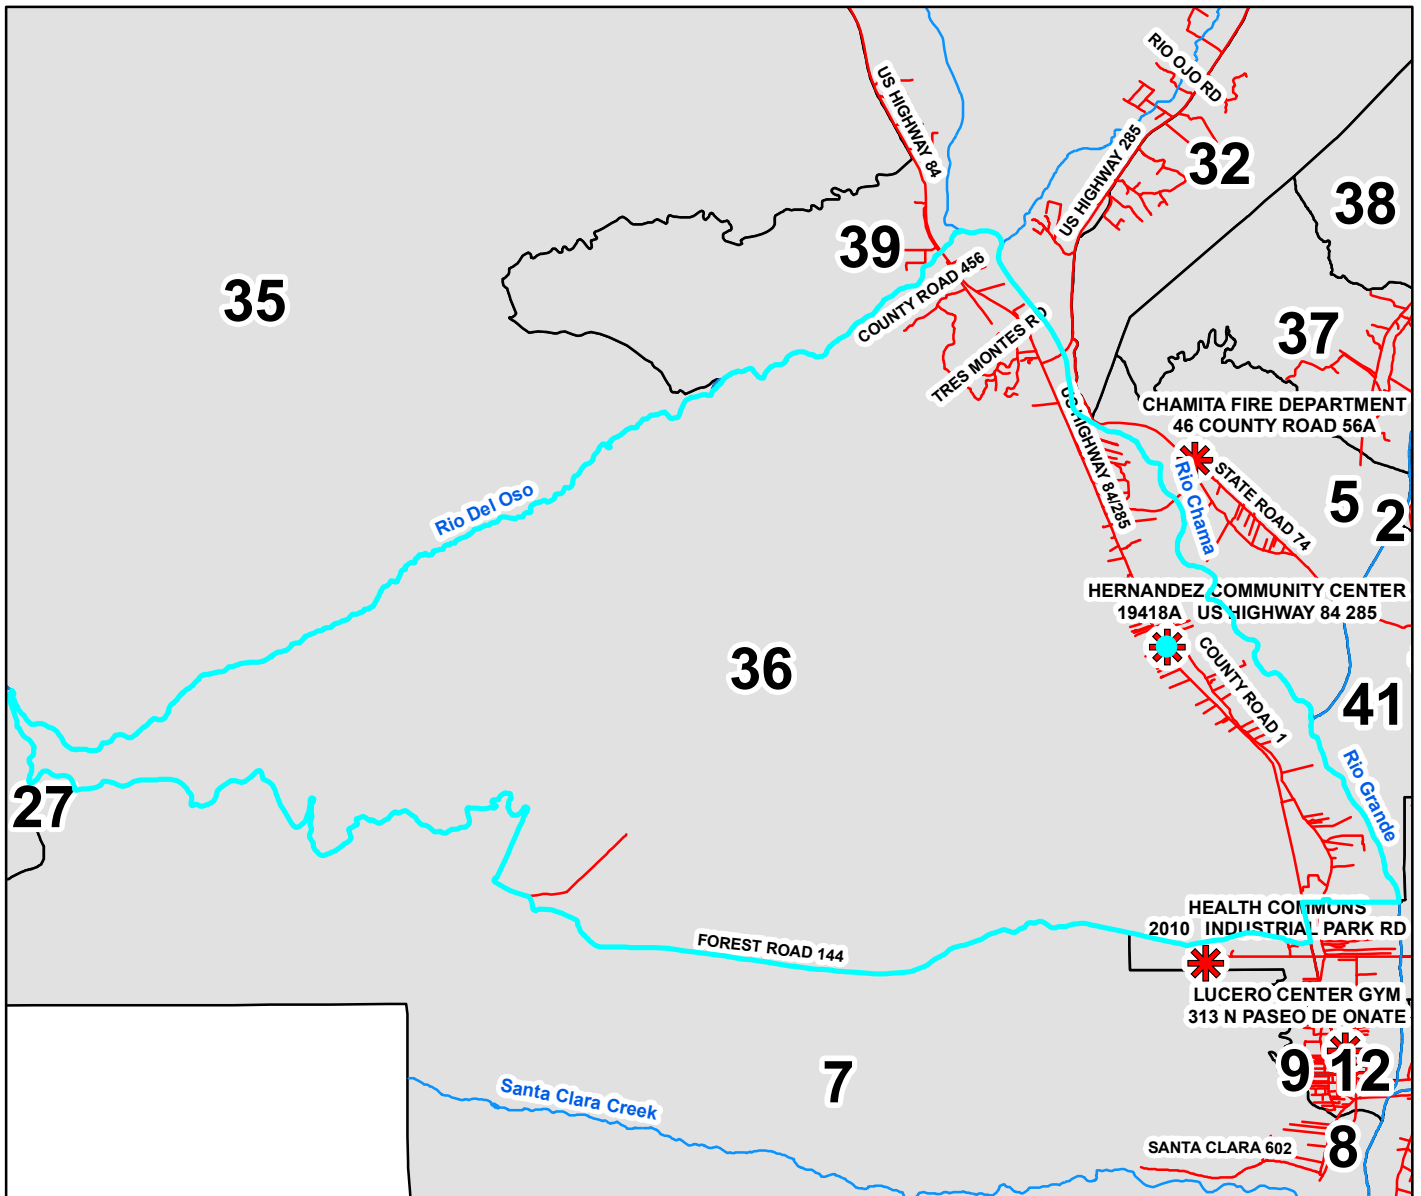 RIO OJO RD
US HIGHWAY 84
US HIGHWAY 285
32
38
39
35
COUNTY ROAD 456
37
TRES MONTES RD
CHAMITA FIRE DEPARTMENT
46 COUNTY ROAD 56A
US HIGHWAY 84/285
Rio Chama
STATE ROAD 74
5
2
Rio Del Oso
HERNANDEZ COMMUNITY CENTER
19418A US HIGHWAY 84 285
36
COUNTY ROAD 1
41
Rio Grande
27
HEALTH COMMONS
2010 INDUSTRIAL PARK RD
FOREST ROAD 144
LUCERO CENTER GYM
313 N PASEO DE ONATE
7
9
12
Santa Clara Creek
SANTA CLARA 602
8